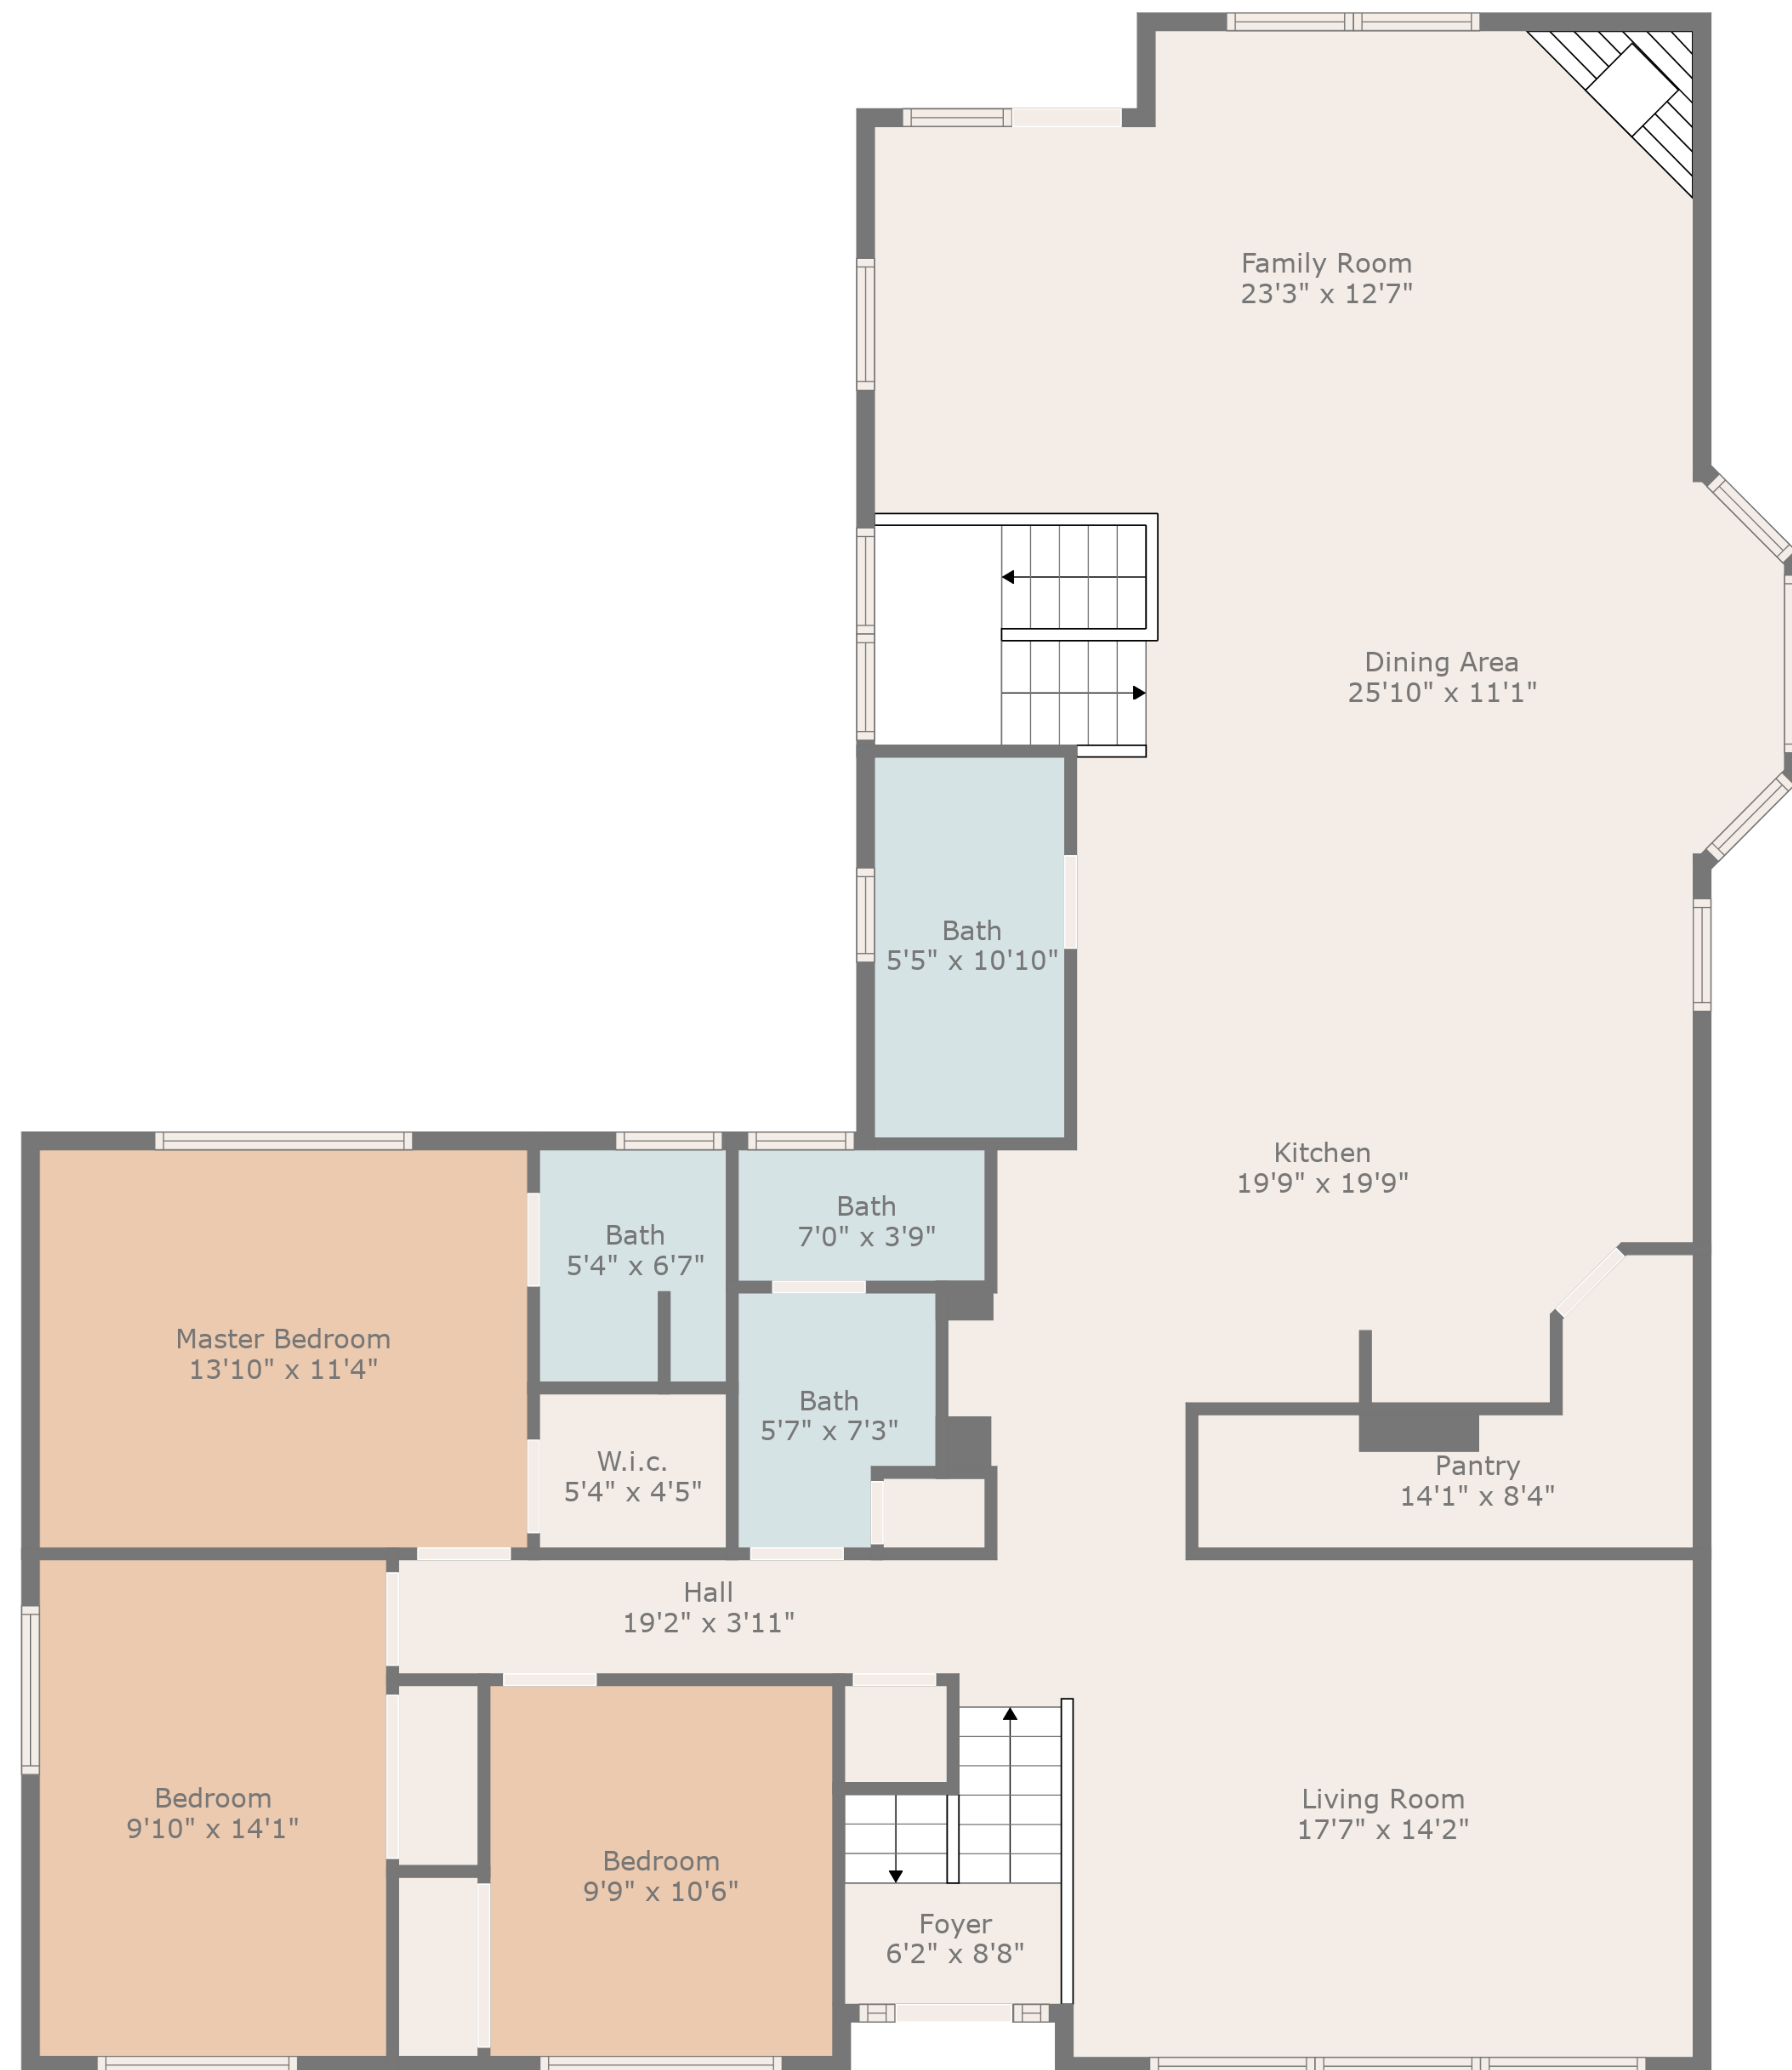 Family Room
23'3" x 12'7"
Dining Area
25'10" x 11'1"
Bath
5'5" x 10'10"
Kitchen
19'9" x 19'9"
Bath
7'0" x 3'9"
Bath
5'4" x 6'7"
Master Bedroom
13'10" x 11'4"
Bath
5'7" x 7'3"
W.i.c.
5'4" x 4'5"
Pantry
14'1" x 8'4"
Hall
19'2" x 3'11"
Bedroom
9'10" x 14'1"
Living Room
17'7" x 14'2"
Bedroom
9'9" x 10'6"
Foyer
6'2" x 8'8"